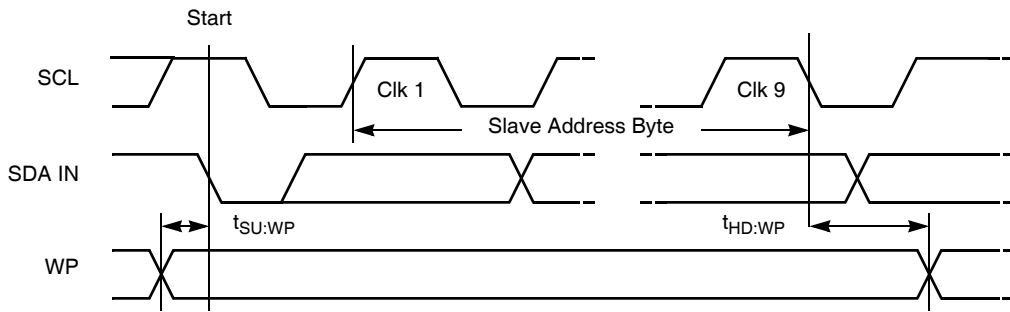 Start
SCL
Clk 1
Clk 9
Slave Address Byte
SDA IN
tSU:WP
tHD:WP
WP